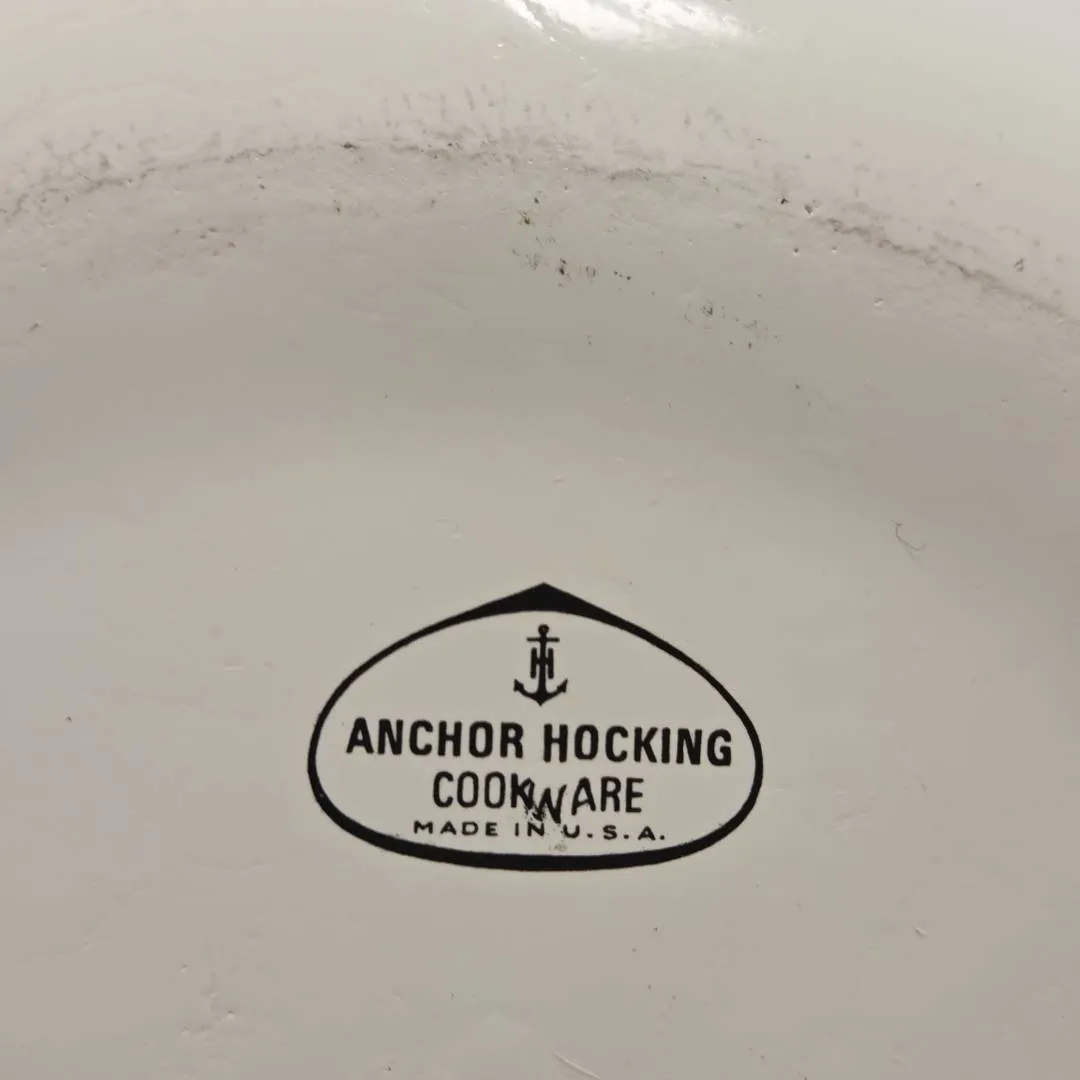 H
ANCHOR HOCKING
COOKWARE
MADE IN U.S.A.